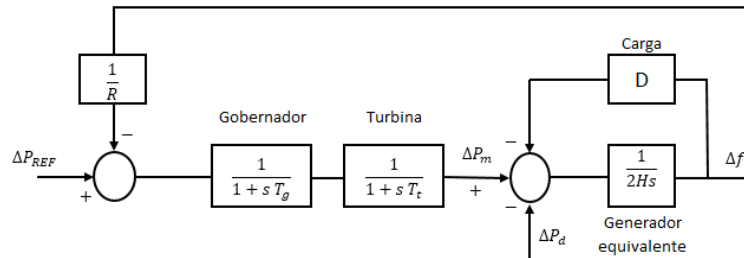 Carga
1
R
D
−
Gobernador
Turbina
−
ΔP_REF
+
1
1 + s T_g
1
1 + s T_t
ΔP_m
+
−
1
2Hs
Δf
ΔP_d
Generador
equivalente